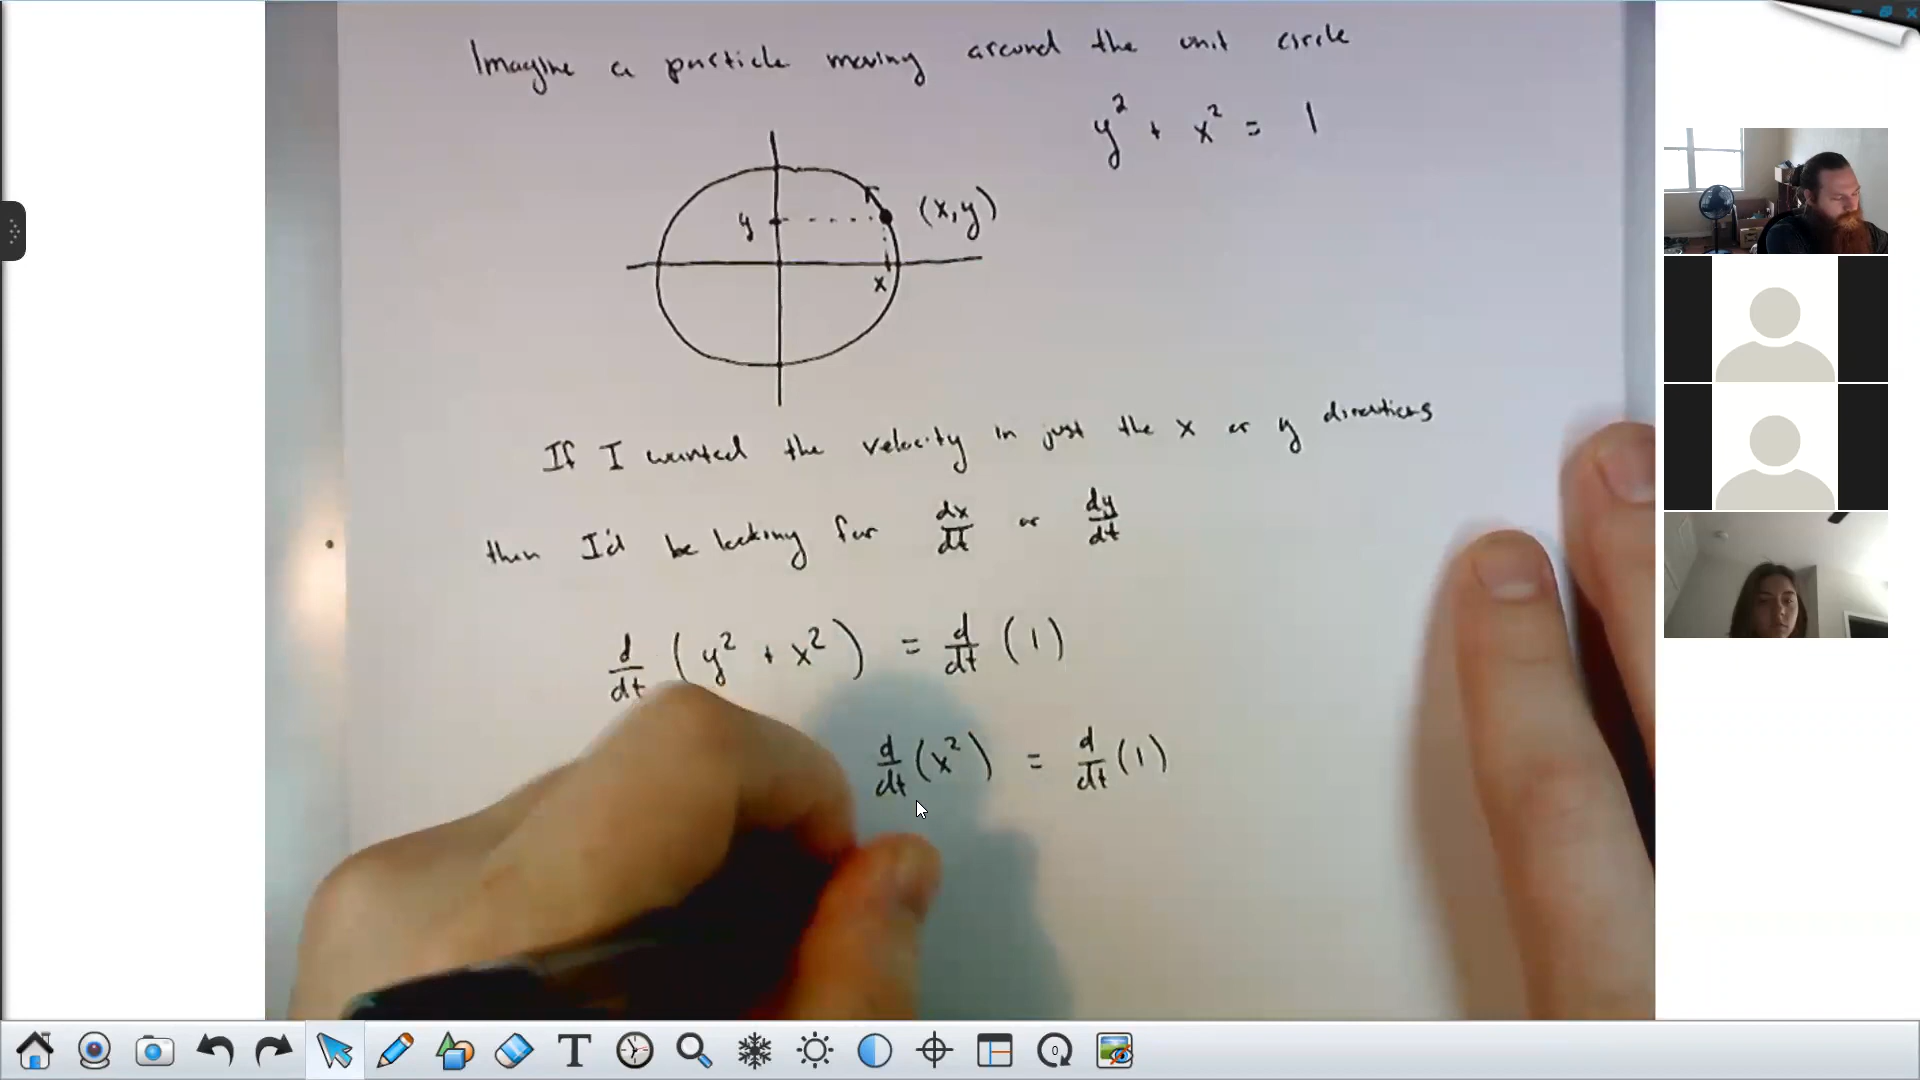 Imagine a particle moving around the unit circle
y² + x² = 1
y
(x,y)
x
If I wanted the velocity in just the x or y directions
then I'd be looking for dx/dt or dy/dt
d/dt (y² + x²) = d/dt (1)
d/dt (x²) = d/dt (1)
T
0